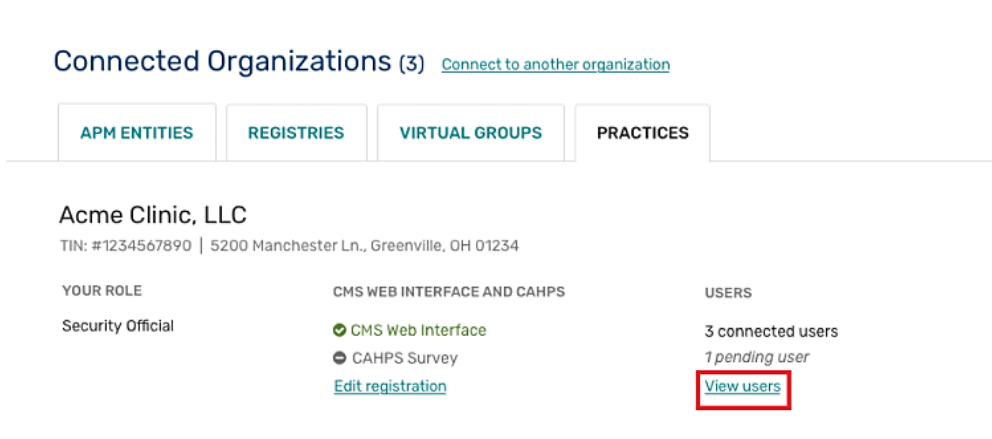 Connected Organizations (3) Connect to another organization
APM ENTITIES REGISTRIES VIRTUAL GROUPS PRACTICES
Acme Clinic, LLC
TIN: #1234567890 | 5200 Manchester Ln., Greenville, OH 01234
YOUR ROLE CMS WEB INTERFACE AND CAHPS USERS
Security Official CMS Web Interface 3 connected users
CAHPS Survey 1 pending user
Edit registration View users